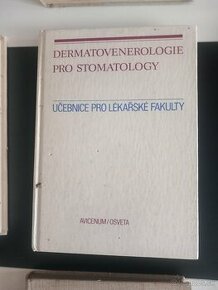 DERMATOVENEROLOGIE
PRO STOMATOLOGY
UČEBNICE PRO LÉKAŘSKÉ FAKULTY
AVICENUM/OSVETA